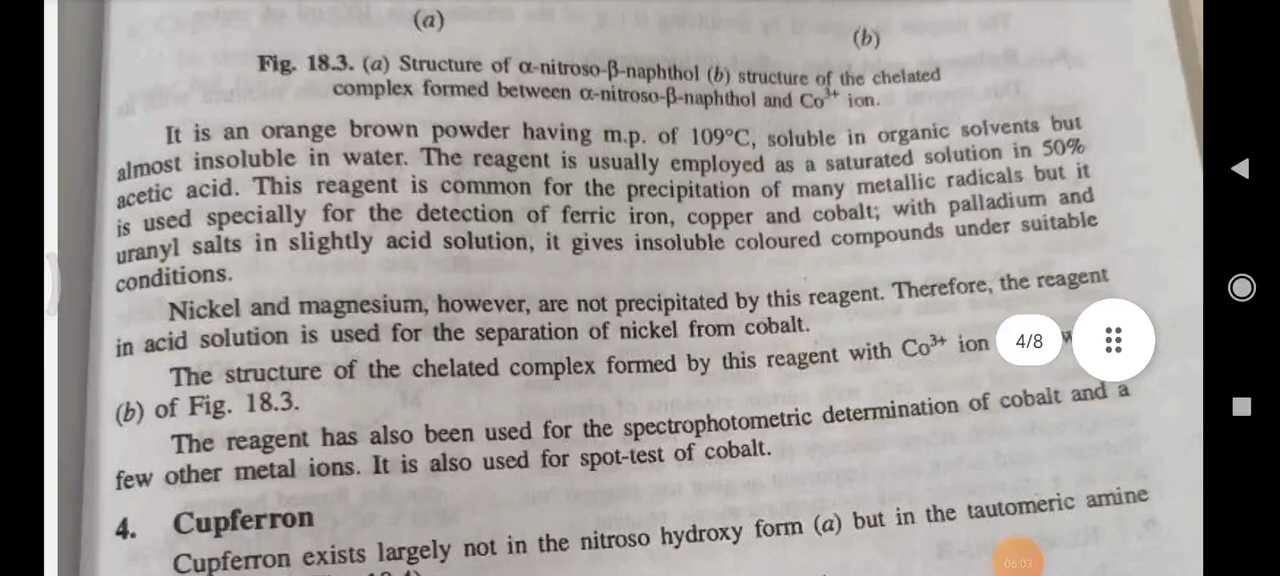 (a)
(b)
Fig. 18.3. (a) Structure of α-nitroso-β-naphthol (b) structure of the chelated
complex formed between α-nitroso-β-naphthol and Co³⁺ ion.
It is an orange brown powder having m.p. of 109°C, soluble in organic solvents but
almost insoluble in water. The reagent is usually employed as a saturated solution in 50%
acetic acid. This reagent is common for the precipitation of many metallic radicals but it
is used specially for the detection of ferric iron, copper and cobalt; with palladium and
uranyl salts in slightly acid solution, it gives insoluble coloured compounds under suitable
conditions.
Nickel and magnesium, however, are not precipitated by this reagent. Therefore, the reagent
in acid solution is used for the separation of nickel from cobalt.
The structure of the chelated complex formed by this reagent with Co³⁺ ion
4/8
(b) of Fig. 18.3.
The reagent has also been used for the spectrophotometric determination of cobalt and a
few other metal ions. It is also used for spot-test of cobalt.
4. Cupferron
Cupferron exists largely not in the nitroso hydroxy form (a) but in the tautomeric amine
06:03